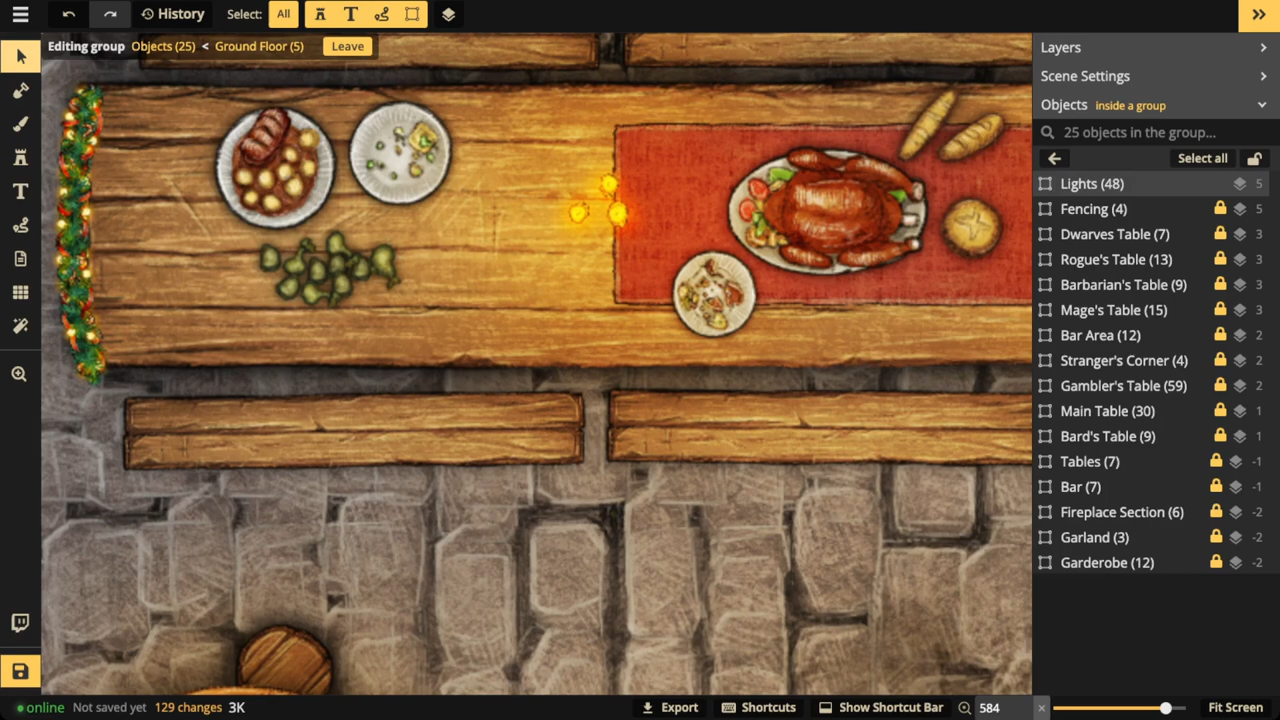 History Select: All T
Editing group Objects (25) < Ground Floor (5) Leave
T
Layers
Scene Settings
Objects inside a group
25 objects in the group...
Select all
Lights (48) 5
Fencing (4) 5
Dwarves Table (7) 3
Rogue's Table (13) 3
Barbarian's Table (9) 3
Mage's Table (15) 3
Bar Area (12) 2
Stranger's Corner (4) 2
Gambler's Table (59) 2
Main Table (30) 1
Bard's Table (9) 1
Tables (7) -1
Bar (7) -1
Fireplace Section (6) -2
Garland (3) -2
Garderobe (12) -2
online Not saved yet 129 changes 3K Export Shortcuts Show Shortcut Bar 584 × Fit Screen